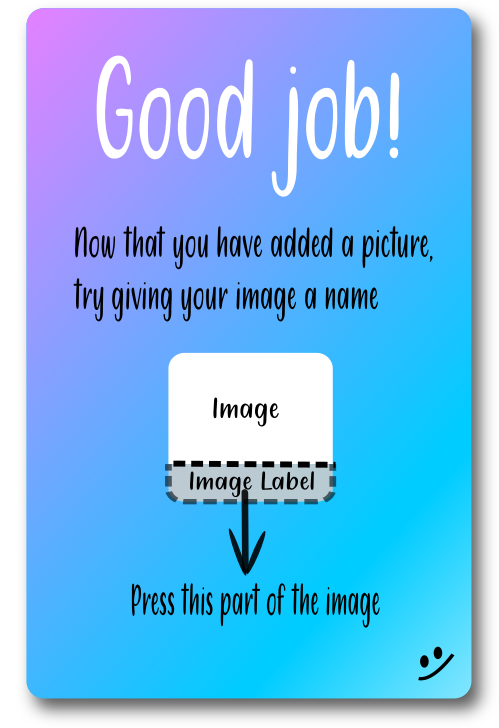 Good job!
Now that you have added a picture,
try giving your image a name
Image
Image Label
Press this part of the image